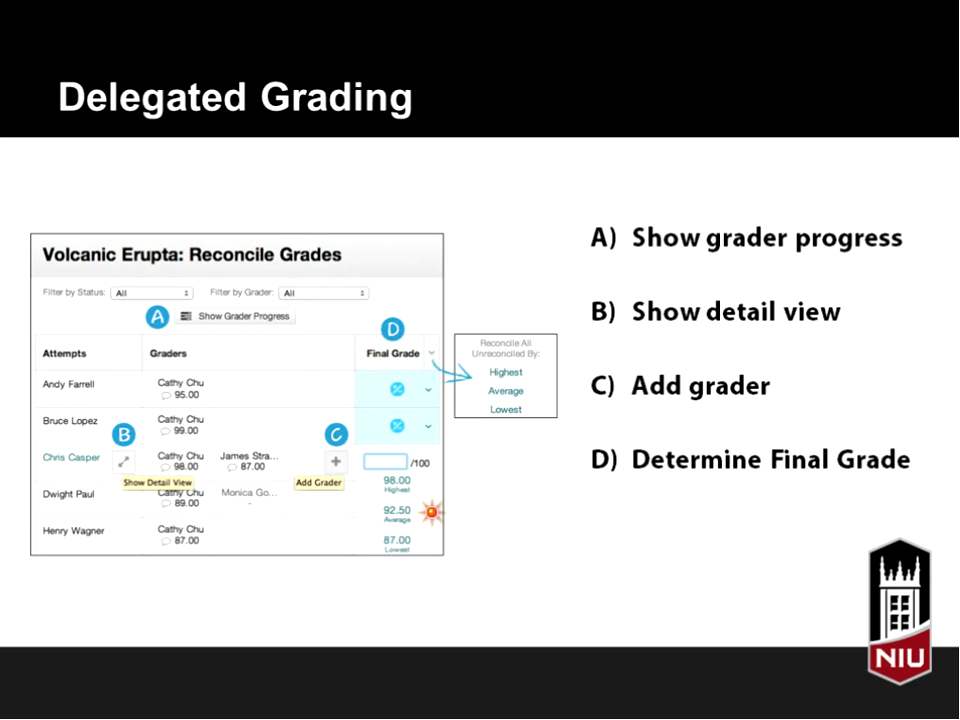 Delegated Grading
Volcanic Erupta: Reconcile Grades
Filter by Status: All Filter by Grader: All
A Show Grader Progress
D
Attempts Graders Final Grade
Andy Farrell Cathy Chu
95.00
Bruce Lopez Cathy Chu
99.00
B C
Chris Casper Cathy Chu James Stra... /100
98.00 87.00
Show Detail View Add Grader
98.00
Highest
Dwight Paul Cathy Chu Monica Go...
89.00 -
92.50
Average
Henry Wagner Cathy Chu
87.00
87.00
Lowest
Reconcile All
Unreconciled By:
Highest
Average
Lowest
A) Show grader progress
B) Show detail view
C) Add grader
D) Determine Final Grade
NIU